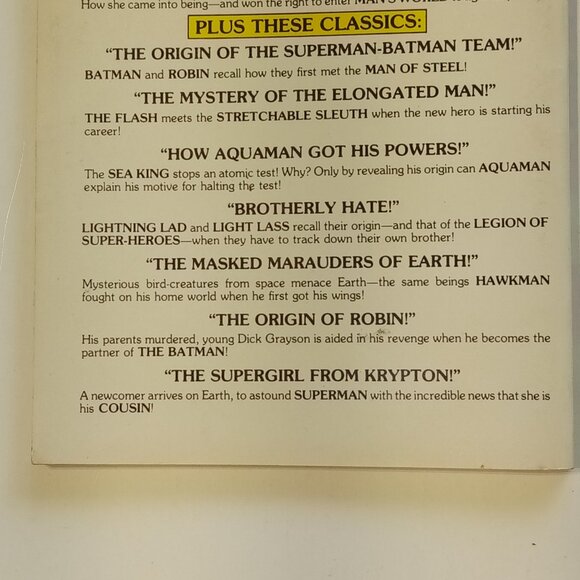 How she came into being—and won the right to enter MAN'S WORLD
PLUS THESE CLASSICS:
"THE ORIGIN OF THE SUPERMAN-BATMAN TEAM!"
BATMAN and ROBIN recall how they first met the MAN OF STEEL!
"THE MYSTERY OF THE ELONGATED MAN!"
THE FLASH meets the STRETCHABLE SLEUTH when the new hero is starting his
career!
"HOW AQUAMAN GOT HIS POWERS!"
The SEA KING stops an atomic test! Why? Only by revealing his origin can AQUAMAN
explain his motive for halting the test!
"BROTHERLY HATE!"
LIGHTNING LAD and LIGHT LASS recall their origin—and that of the LEGION OF
SUPER-HEROES—when they have to track down their own brother!
"THE MASKED MARAUDERS OF EARTH!"
Mysterious bird-creatures from space menace Earth—the same beings HAWKMAN
fought on his home world when he first got his wings!
"THE ORIGIN OF ROBIN!"
His parents murdered, young Dick Grayson is aided in his revenge when he becomes the
partner of THE BATMAN!
"THE SUPERGIRL FROM KRYPTON!"
A newcomer arrives on Earth, to astound SUPERMAN with the incredible news that she is
his COUSIN!